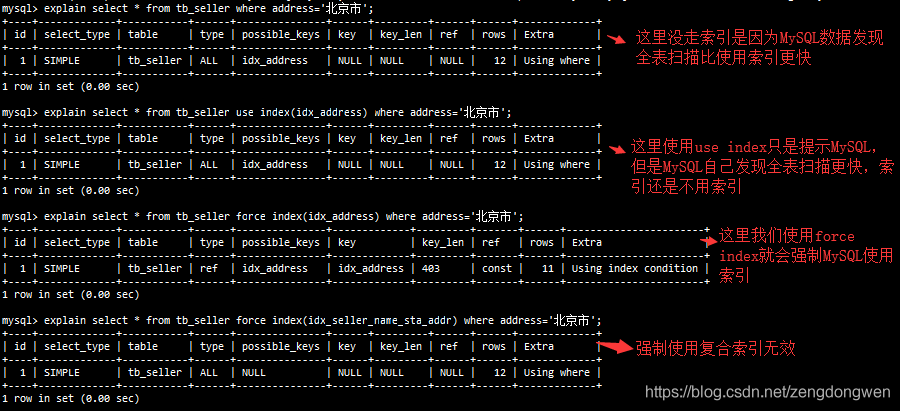 mysql> explain select * from tb_seller where address='北京市';
+----+-------------+-----------+------+---------------+------+---------+------+------+-------------+
| id | select_type | table     | type | possible_keys | key  | key_len | ref  | rows | Extra       |
+----+-------------+-----------+------+---------------+------+---------+------+------+-------------+
|  1 | SIMPLE      | tb_seller | ALL  | idx_address   | NULL | NULL    | NULL |   12 | Using where |
+----+-------------+-----------+------+---------------+------+---------+------+------+-------------+
1 row in set (0.00 sec)
这里没走索引是因为MySQL数据发现
全表扫描比使用索引更快
mysql> explain select * from tb_seller use index(idx_address) where address='北京市';
+----+-------------+-----------+------+---------------+------+---------+------+------+-------------+
| id | select_type | table     | type | possible_keys | key  | key_len | ref  | rows | Extra       |
+----+-------------+-----------+------+---------------+------+---------+------+------+-------------+
|  1 | SIMPLE      | tb_seller | ALL  | idx_address   | NULL | NULL    | NULL |   12 | Using where |
+----+-------------+-----------+------+---------------+------+---------+------+------+-------------+
1 row in set (0.00 sec)
这里使用use index只是提示MySQL,
但是MySQL自己发现全表扫描更快，索
引还是不用索引
mysql> explain select * from tb_seller force index(idx_address) where address='北京市';
+----+-------------+-----------+------+---------------+-------------+---------+-------+------+-----------------------+
| id | select_type | table     | type | possible_keys | key         | key_len | ref   | rows | Extra                 |
+----+-------------+-----------+------+---------------+-------------+---------+-------+------+-----------------------+
|  1 | SIMPLE      | tb_seller | ref  | idx_address   | idx_address | 403     | const |   11 | Using index condition |
+----+-------------+-----------+------+---------------+-------------+---------+-------+------+-----------------------+
1 row in set (0.00 sec)
这里我们使用force
index就会强制MySQL使用
索引
mysql> explain select * from tb_seller force index(idx_seller_name_sta_addr) where address='北京市';
+----+-------------+-----------+------+---------------+------+---------+------+------+-------------+
| id | select_type | table     | type | possible_keys | key  | key_len | ref  | rows | Extra       |
+----+-------------+-----------+------+---------------+------+---------+------+------+-------------+
|  1 | SIMPLE      | tb_seller | ALL  | NULL          | NULL | NULL    | NULL |   12 | Using where |
+----+-------------+-----------+------+---------------+------+---------+------+------+-------------+
1 row in set (0.00 sec)
强制使用复合索引无效
https://blog.csdn.net/zengdongwen